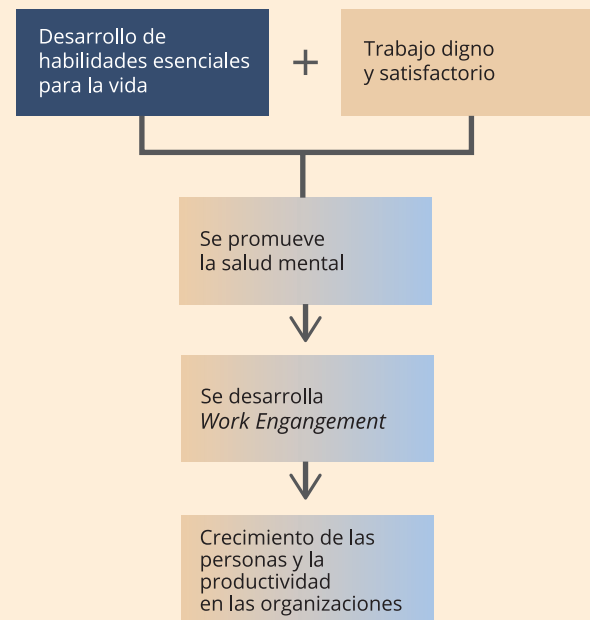 Desarrollo de
habilidades esenciales
para la vida
+
Trabajo digno
y satisfactorio
Se promueve
la salud mental
Se desarrolla
Work Engangement
Crecimiento de las
personas y la
productividad
en las organizaciones